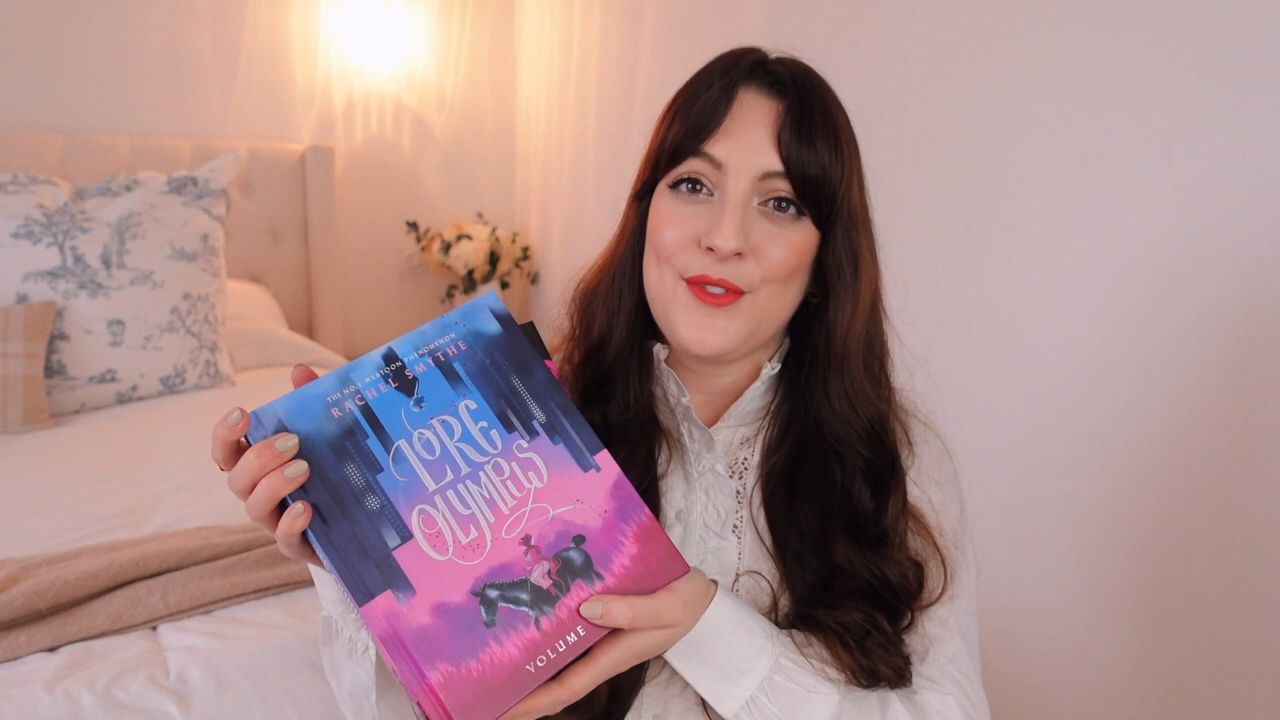 THE NO.1 WEBTOON PHENOMENON
RACHEL SMYTHE
LORE
OLYMPUS
VOLUME